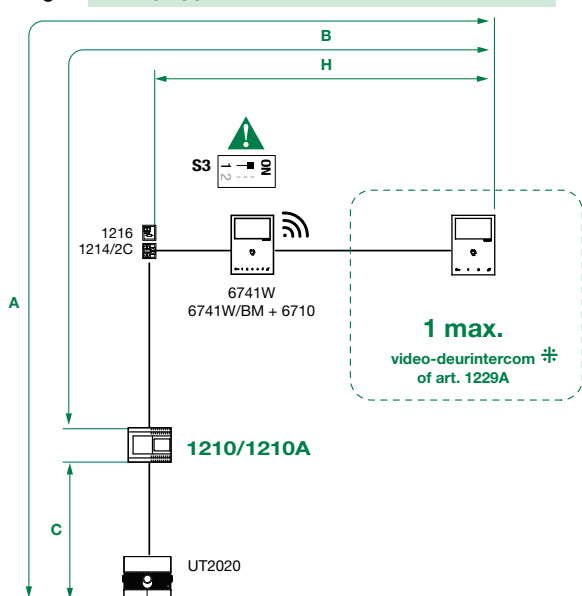 B
H
S3
1
2
ON
1216
1214/2C
6741W
6741W/BM + 6710
A
1 max.
video-deurintercom
of art. 1229A
1210/1210A
C
UT2020